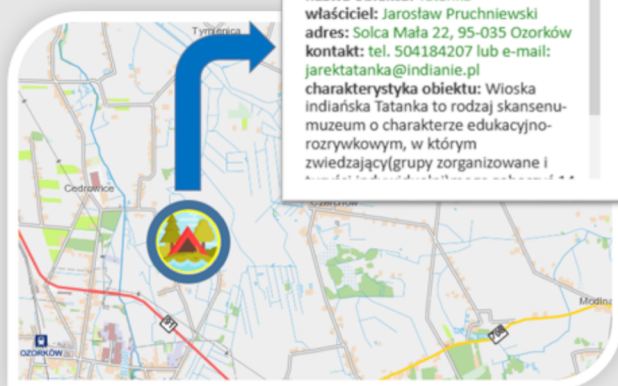 właściciel: Jarosław Pruchniewski
adres: Solca Mała 22, 95-035 Ozorków
kontakt: tel. 504184207 lub e-mail:
jarektatanka@indianie.pl
charakterystyka obiektu: Wioska
indiańska Tatanka to rodzaj skansenu-
muzeum o charakterze edukacyjno-
rozrywkowym, w którym
zwiedzający(grupy zorganizowane i
Tymienica
Cedrowice
Modlna
91
708
OZORKÓW